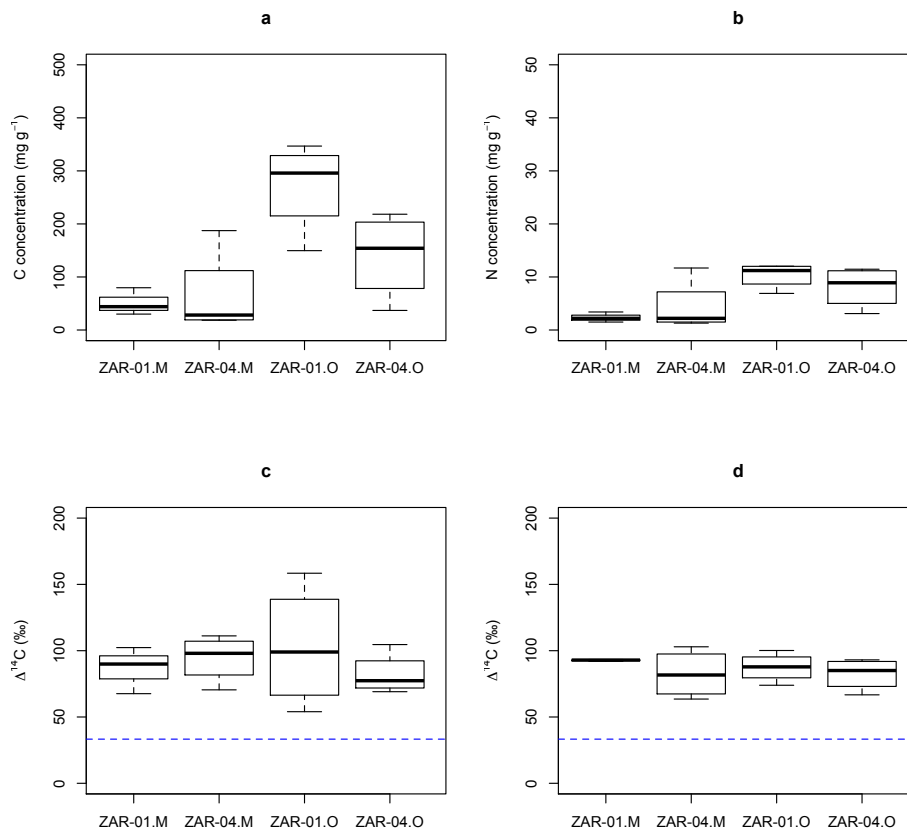 a
C concentration (mg g⁻¹)
500
400
300
200
100
0
ZAR-01.M ZAR-04.M ZAR-01.O ZAR-04.O
b
N concentration (mg g⁻¹)
50
40
30
20
10
0
ZAR-01.M ZAR-04.M ZAR-01.O ZAR-04.O
c
Δ¹⁴C (‰)
200
150
100
50
0
ZAR-01.M ZAR-04.M ZAR-01.O ZAR-04.O
d
Δ¹⁴C (‰)
200
150
100
50
0
ZAR-01.M ZAR-04.M ZAR-01.O ZAR-04.O